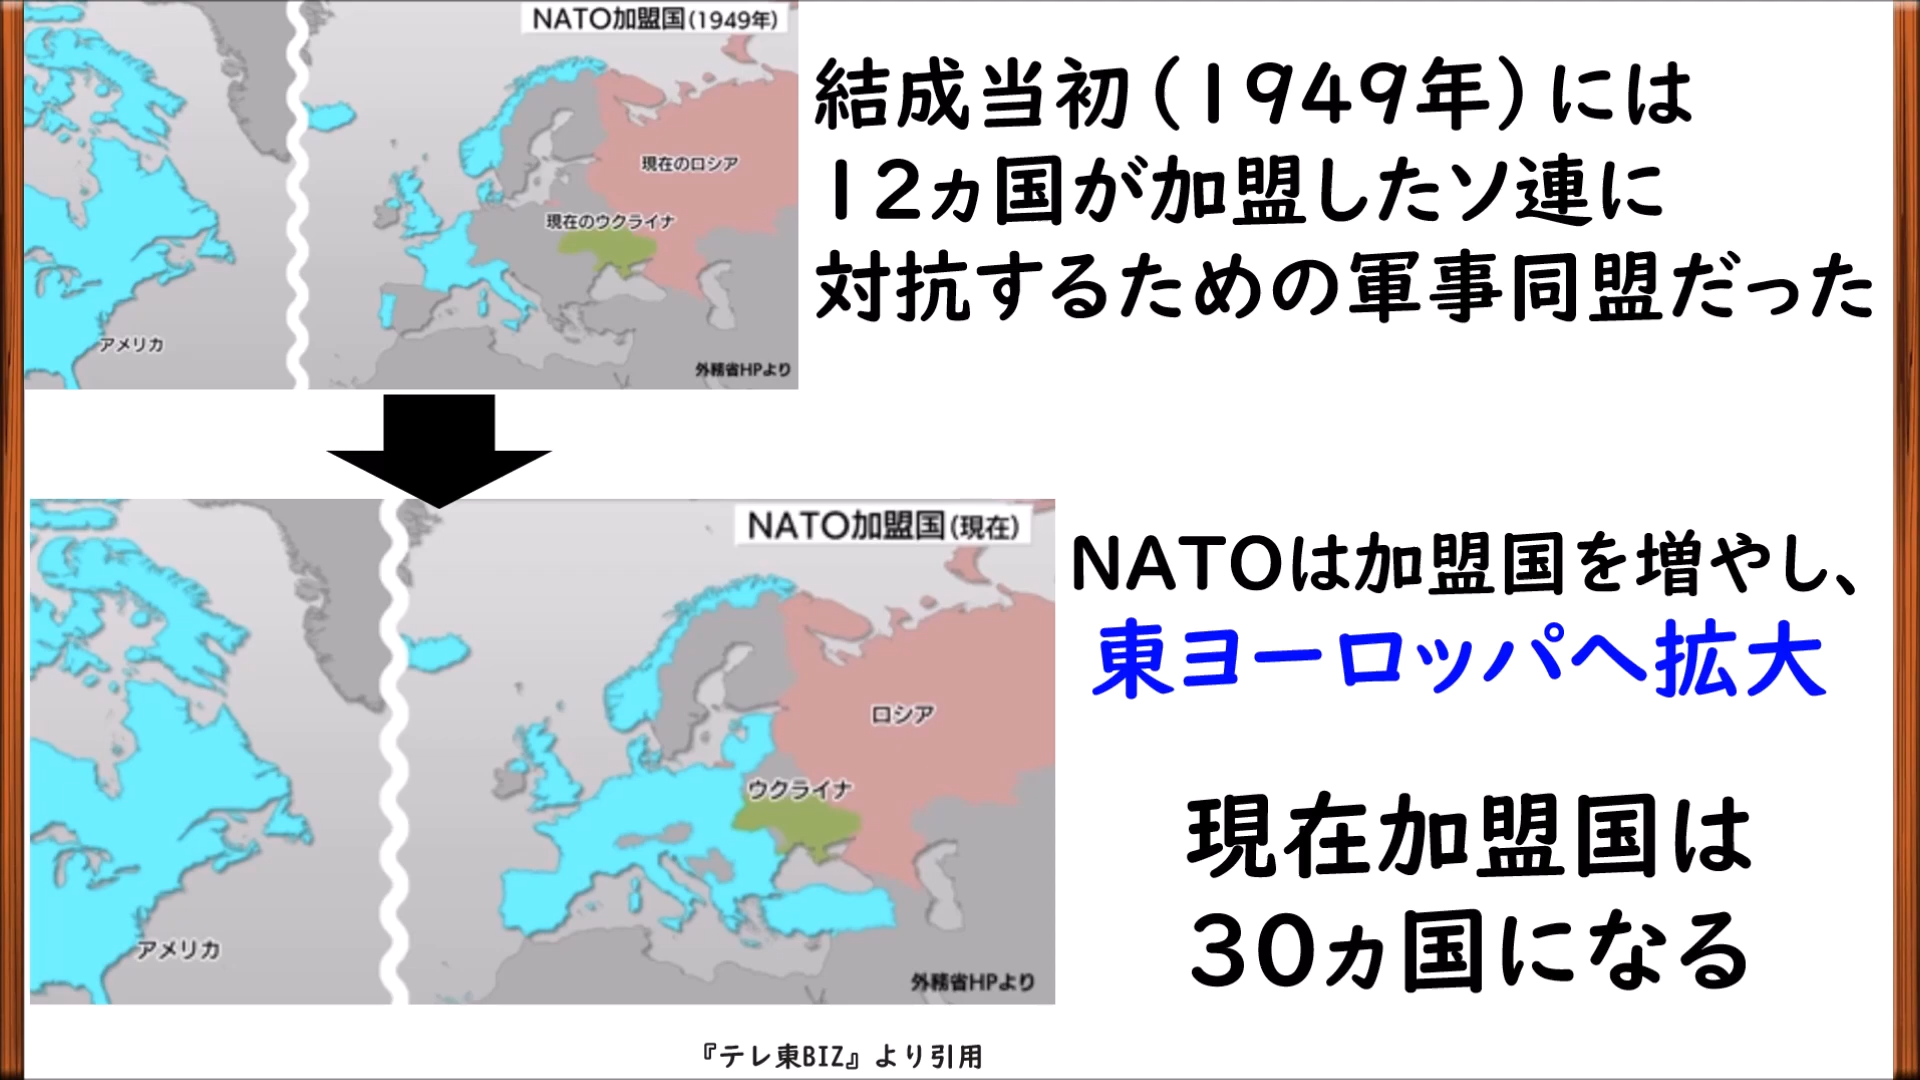 NATO加盟国(1949年)
現在のロシア
現在のウクライナ
アメリカ
外務省HPより
結成当初(1949年)には
12ヵ国が加盟したソ連に
対抗するための軍事同盟だった
NATO加盟国(現在)
ロシア
ウクライナ
アメリカ
外務省HPより
NATOは加盟国を増やし、
東ヨーロッパへ拡大
現在加盟国は
30ヵ国になる
『テレ東BIZ』より引用